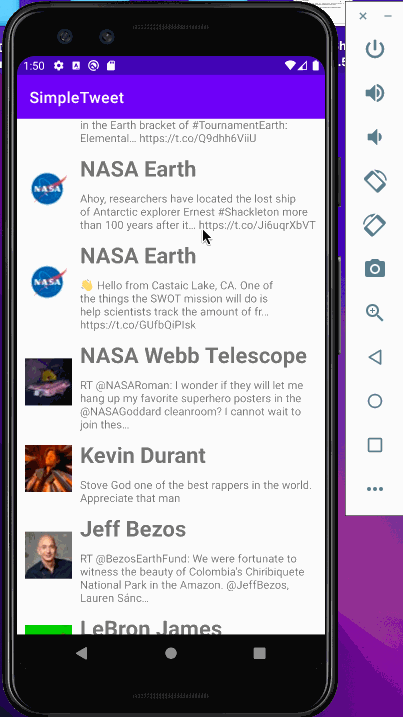 1:50
SimpleTweet
in the Earth bracket of #TournamentEarth:
Elemental… https://t.co/Q9dhh6ViiU
NASA Earth
Ahoy, researchers have located the lost ship
of Antarctic explorer Ernest #Shackleton more
than 100 years after it… https://t.co/Ji6uqrXbVT
NASA Earth
👋 Hello from Castaic Lake, CA. One of
the things the SWOT mission will do is
help scientists track the amount of fr…
https://t.co/GUfbQiPIsk
NASA Webb Telescope
RT @NASARoman: I wonder if they will let me
hang up my favorite superhero posters in the
@NASAGoddard cleanroom? I cannot wait to
join thes…
Kevin Durant
Stove God one of the best rappers in the world.
Appreciate that man
Jeff Bezos
RT @BezosEarthFund: We were fortunate to
witness the beauty of Colombia's Chiribiquete
National Park in the Amazon. @JeffBezos,
Lauren Sánc…
LeBron James